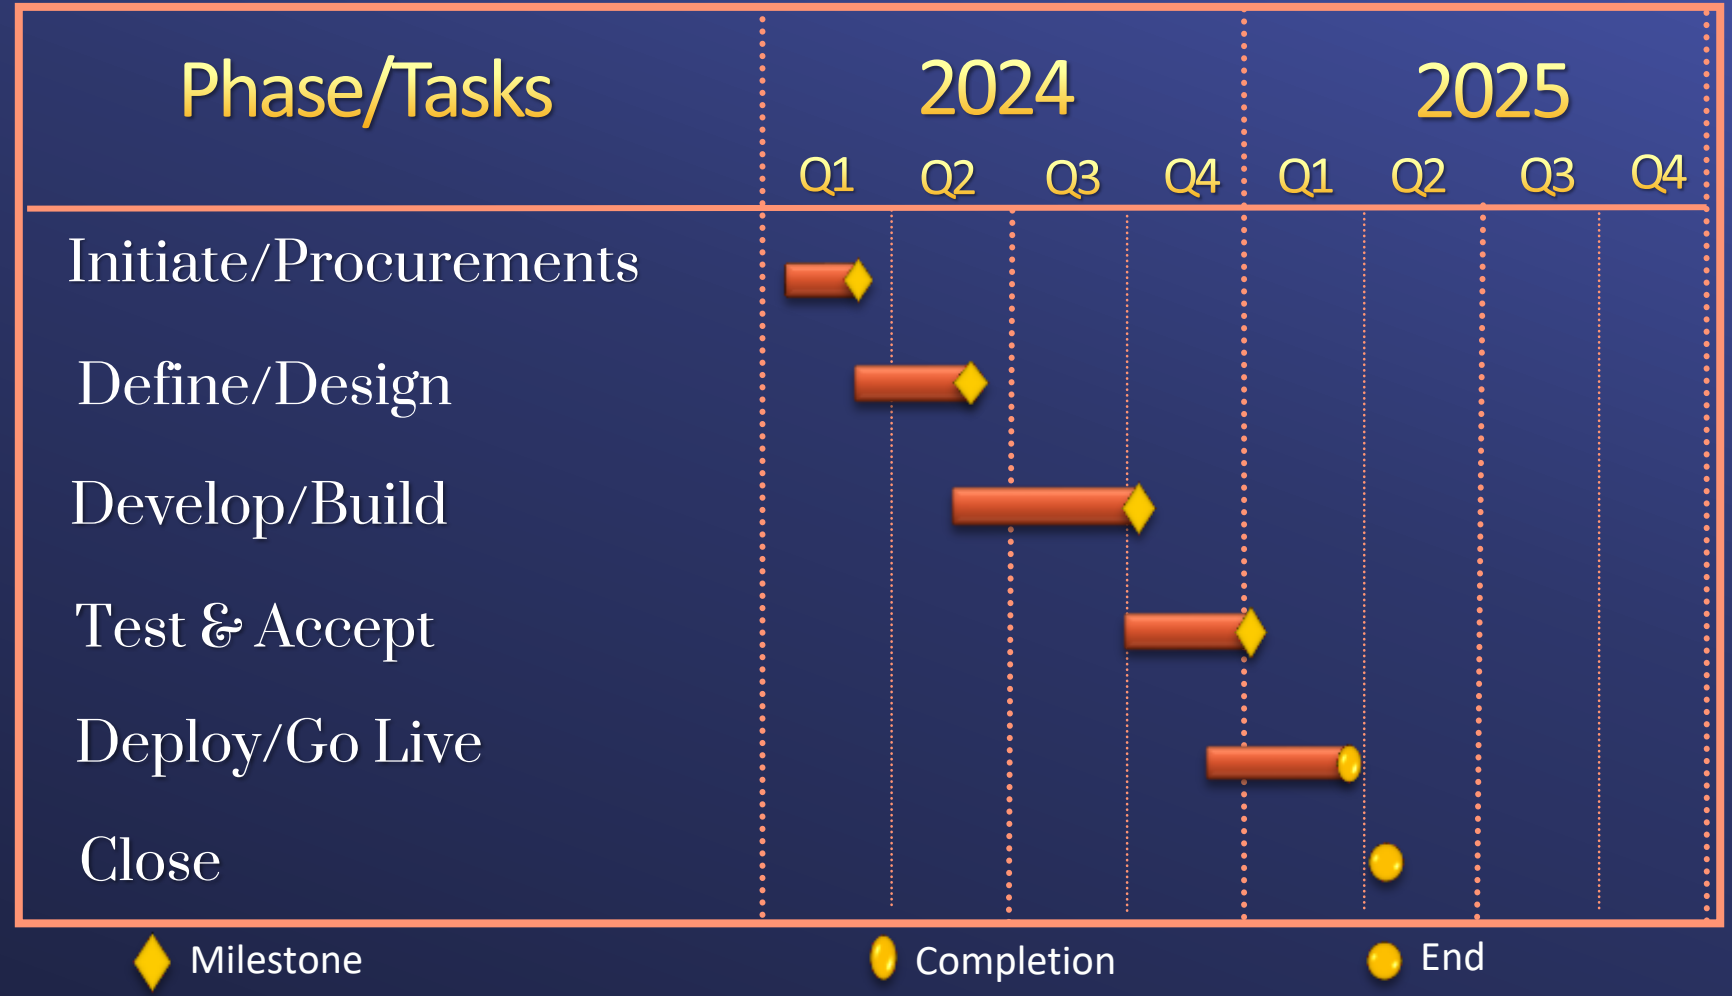 Phase/Tasks
2024
2025
Q1 Q2 Q3 Q4 Q1 Q2 Q3 Q4
Initiate/Procurements
Define/Design
Develop/Build
Test & Accept
Deploy/Go Live
Close
Milestone
Completion
End